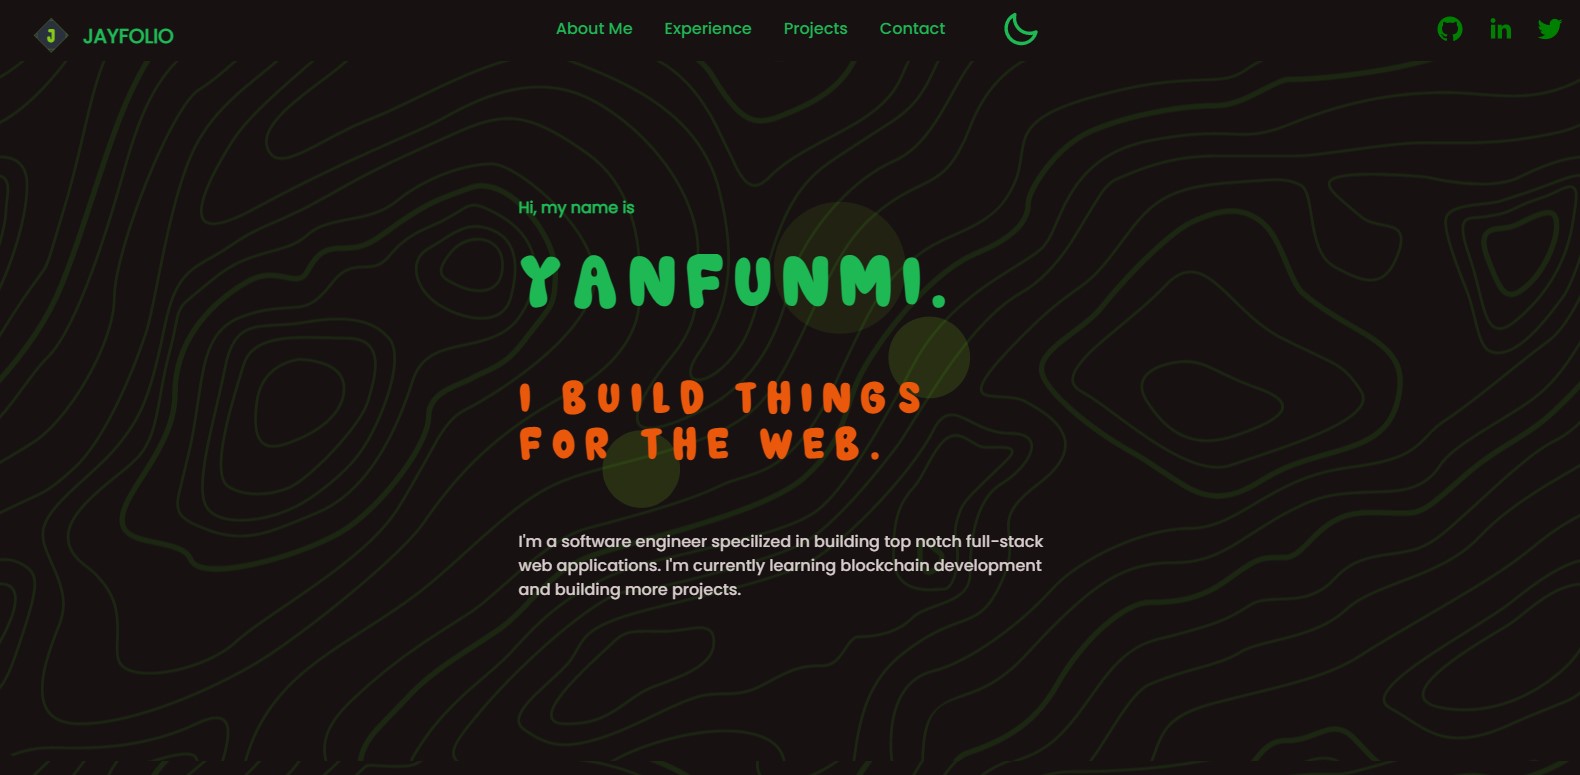 J JAYFOLIO
About Me Experience Projects Contact
Hi, my name is
YANFUNMI.
I BUILD THINGS
FOR THE WEB.
I'm a software engineer specilized in building top notch full-stack
web applications. I'm currently learning blockchain development
and building more projects.